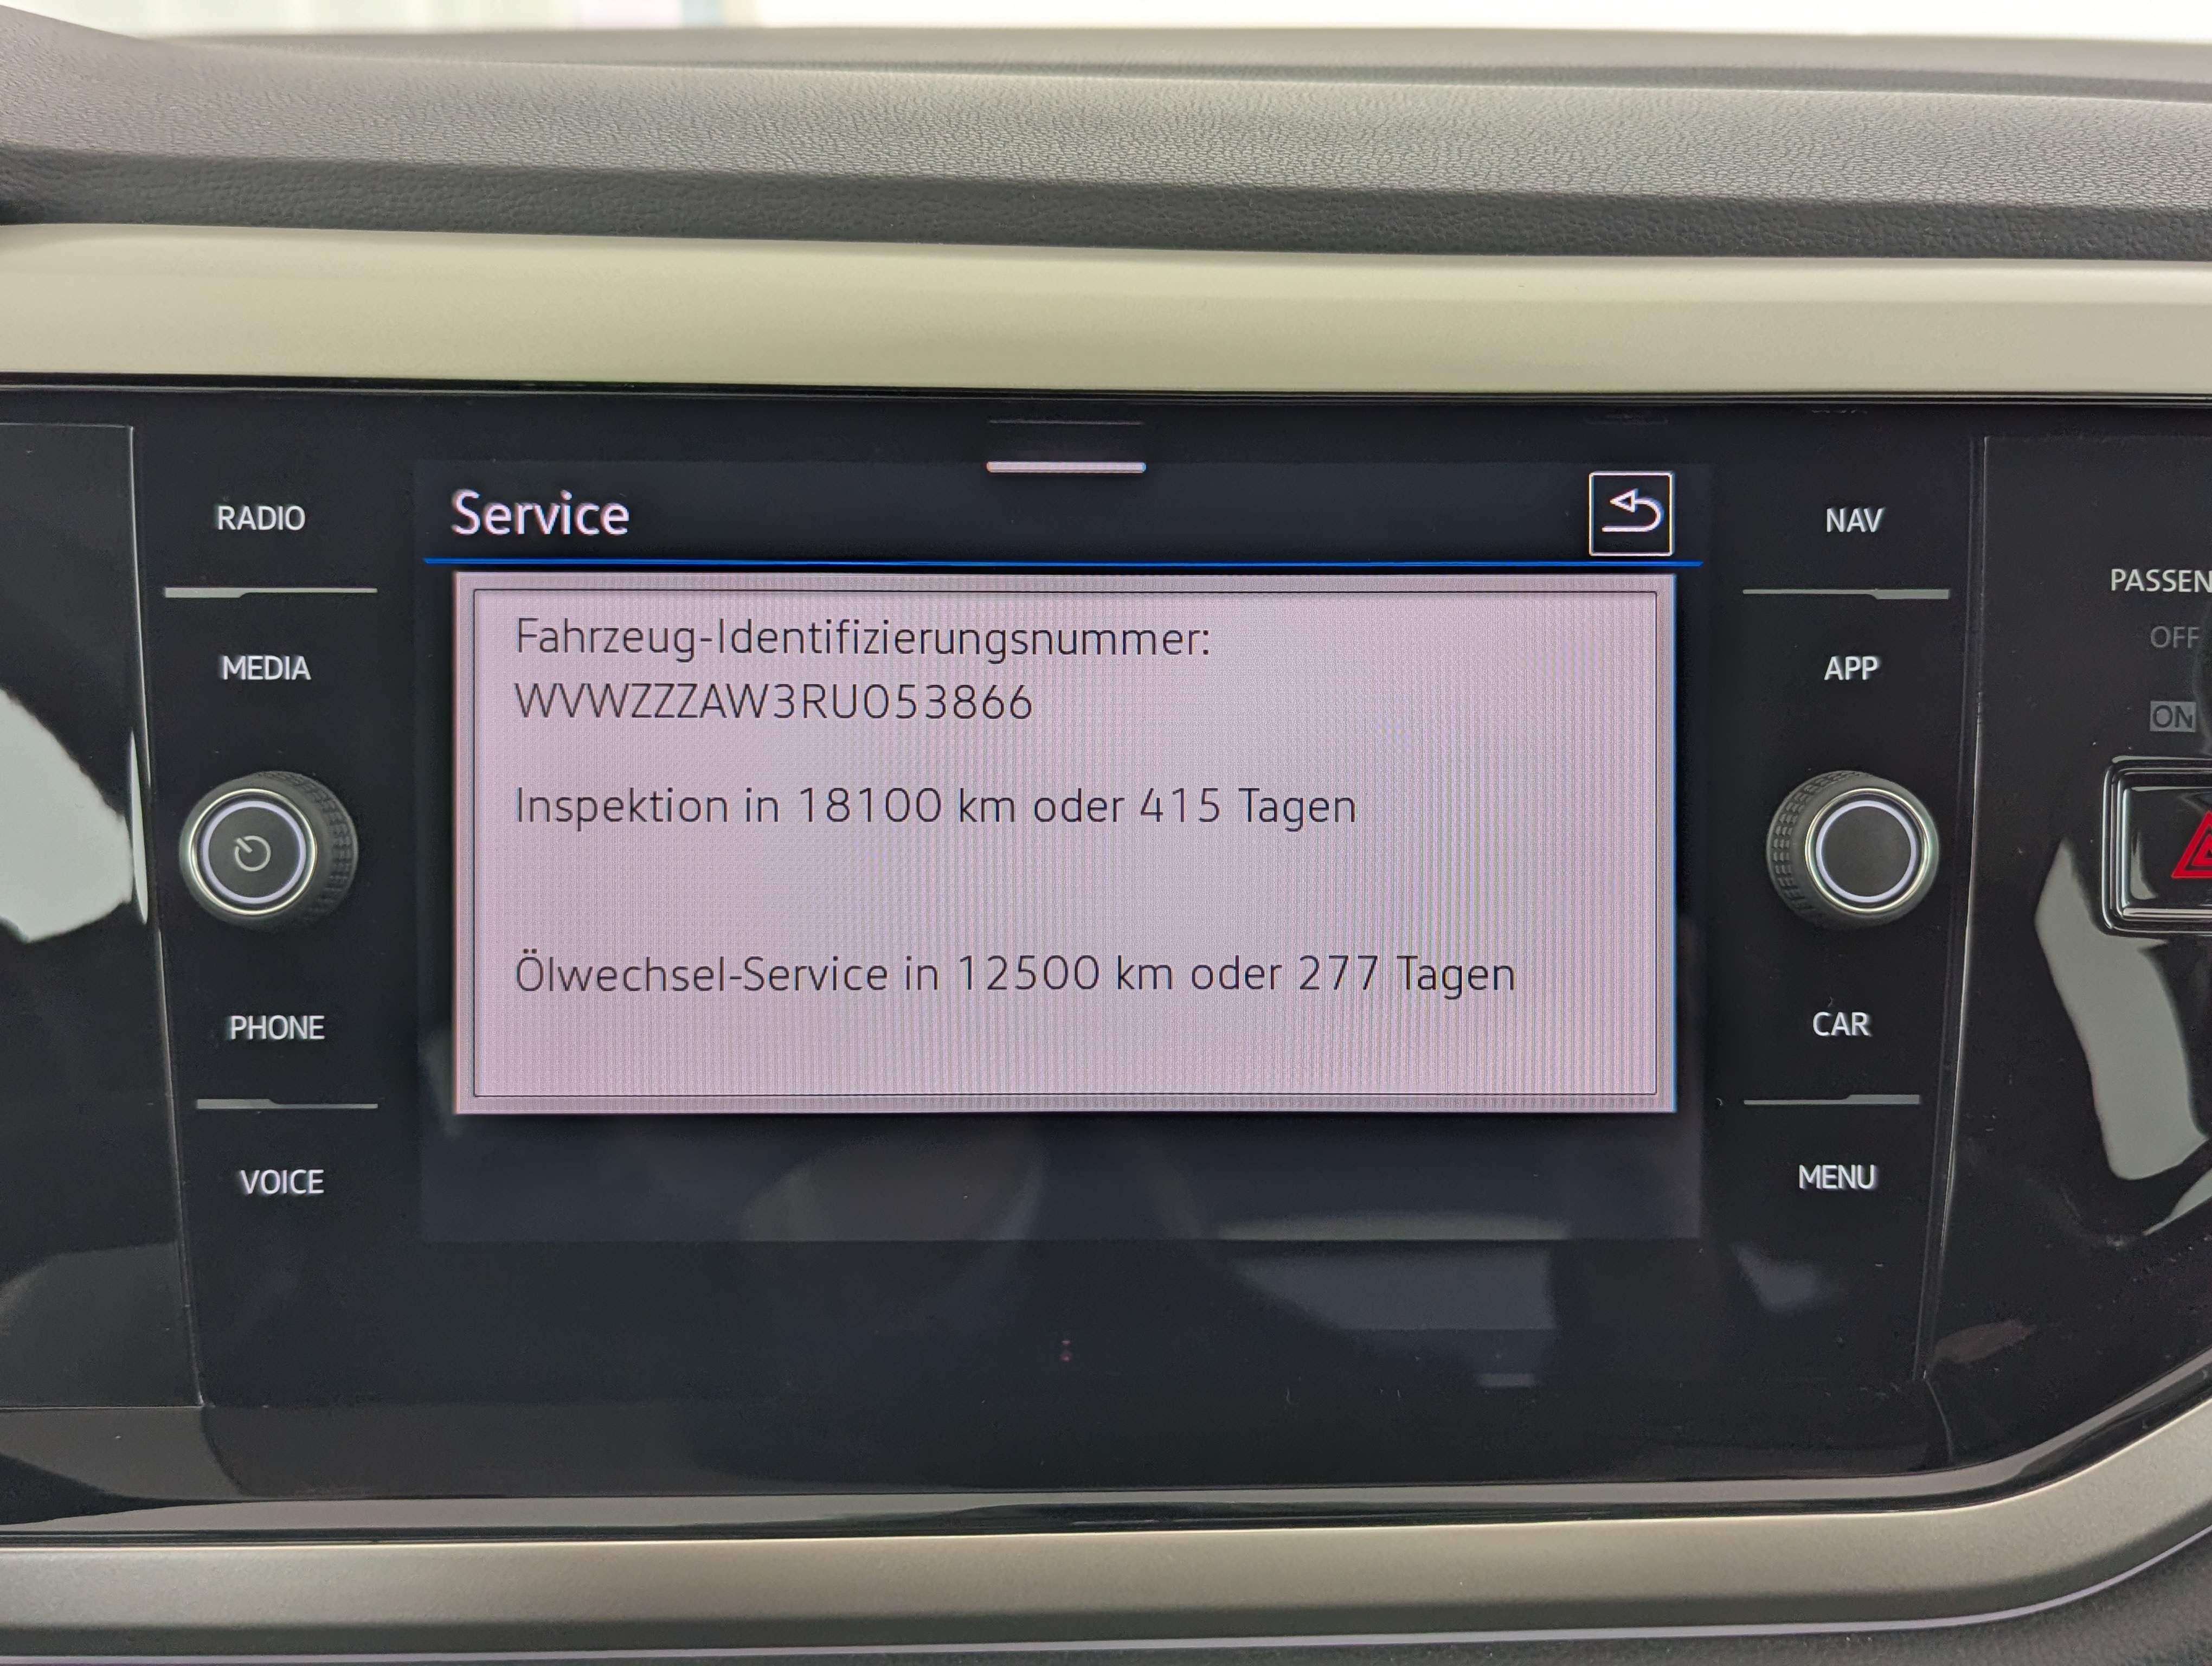 Service
RADIO
MEDIA
PHONE
VOICE
Fahrzeug-Identifizierungsnummer:
WVWZZZAW3RU053866
Inspektion in 18100 km oder 415 Tagen
Ölwechsel-Service in 12500 km oder 277 Tagen
NAV
APP
CAR
MENU
PASSEN
OFF
ON